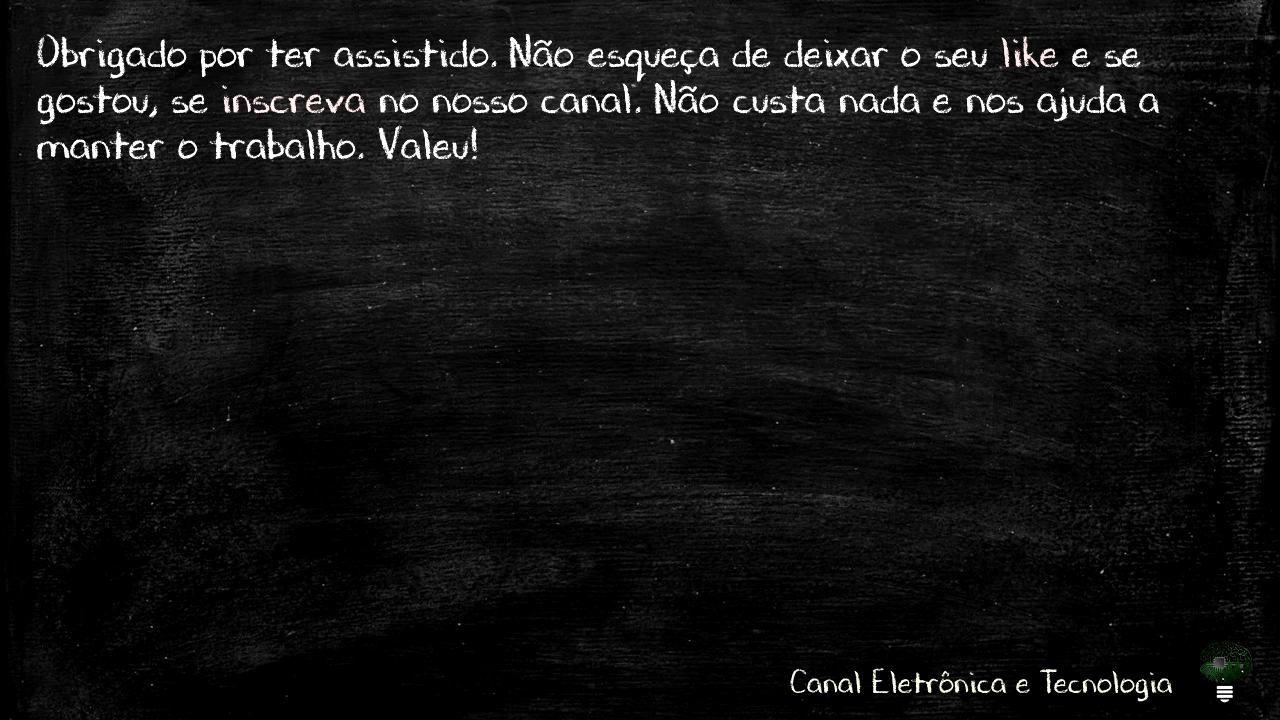 Obrigado por ter assistido. Não esqueça de deixar o seu like e se
gostou, se inscreva no nosso canal. Não custa nada e nos ajuda a
manter o trabalho. Valeu!
Canal Eletrônica e Tecnologia